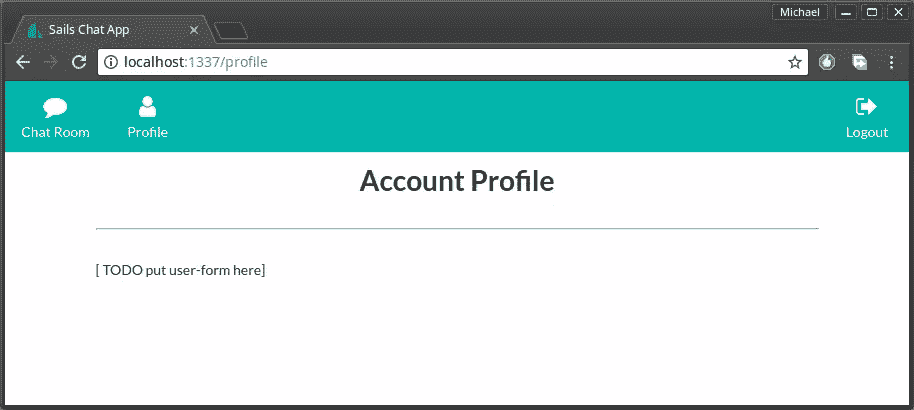 Michael
Sails Chat App
localhost:1337/profile
Chat Room
Profile
Logout
Account Profile
[ TODO put user-form here]